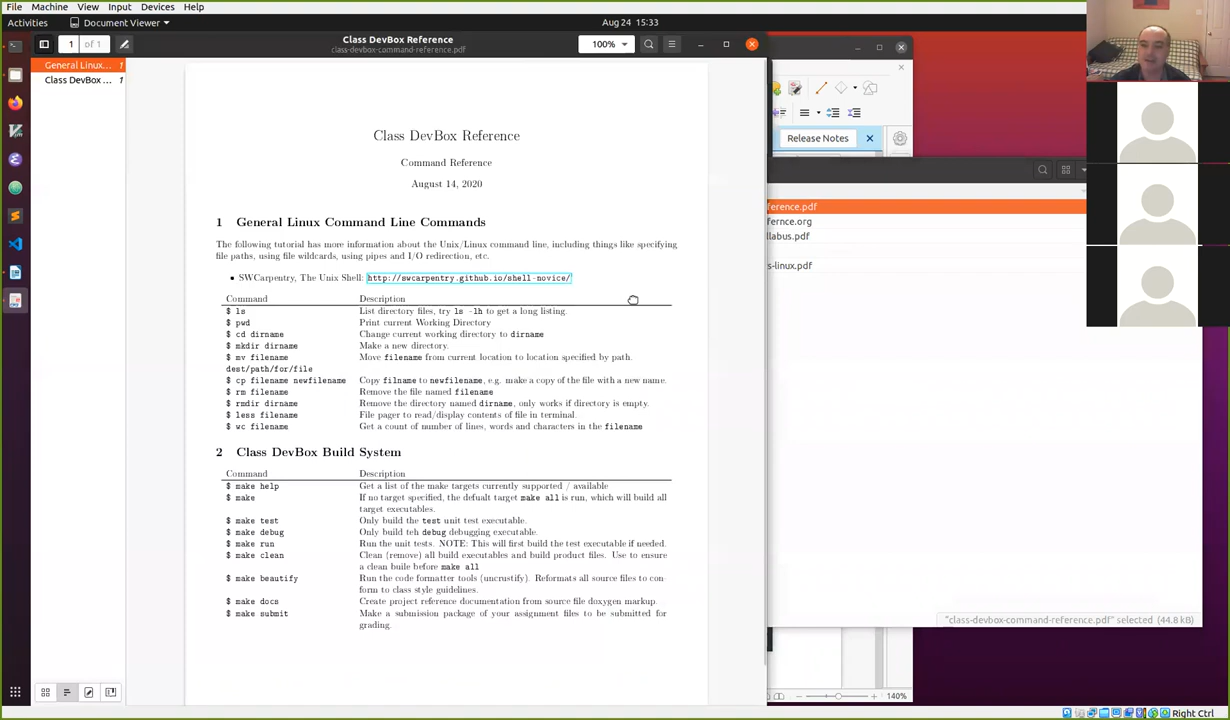 File Machine View Input Devices Help
Activities Document Viewer Aug 24 15:33
1 of 1
Class DevBox Reference
class-devbox-command-reference.pdf
100%
General Linux... 1
Class DevBox ... 1
Class DevBox Reference
Command Reference
August 14, 2020
1 General Linux Command Line Commands
The following tutorial has more information about the Unix/Linux command line, including things like specifying
file paths, using file wildcards, using pipes and I/O redirection, etc.
• SWCarpentry, The Unix Shell: http://swcarpentry.github.io/shell-novice/
Command Description
$ ls List directory files, try ls -lh to get a long listing.
$ pwd Print current Working Directory
$ cd dirname Change current working directory to dirname
$ mkdir dirname Make a new directory.
$ mv filename Move filename from current location to location specified by path.
dest/path/for/file
$ cp filename newfilename Copy filname to newfilename, e.g. make a copy of the file with a new name.
$ rm filename Remove the file named filename
$ rmdir dirname Remove the directory named dirname, only works if directory is empty.
$ less filename File pager to read/display contents of file in terminal.
$ wc filename Get a count of number of lines, words and characters in the filename
2 Class DevBox Build System
Command Description
$ make help Get a list of the make targets currently supported / available
$ make If no target specified, the defualt target make all is run, which will build all
target executables.
$ make test Only build the test unit test executable.
$ make debug Only build teh debug debugging executable.
$ make run Run the unit tests. NOTE: This will first build the test executable if needed.
$ make clean Clean (remove) all build executables and build product files. Use to ensure
a clean buile before make all
$ make beautify Run the code formatter tools (uncrustify). Reformats all source files to con-
form to class style guidelines.
$ make docs Create project reference documentation from source file doxygen markup.
$ make submit Make a submission package of your assignment files to be submitted for
grading.
Release Notes
ference.pdf
fernce.org
llabus.pdf
s-linux.pdf
"class-devbox-command-reference.pdf" selected (44.8 kB)
140%
Right Ctrl